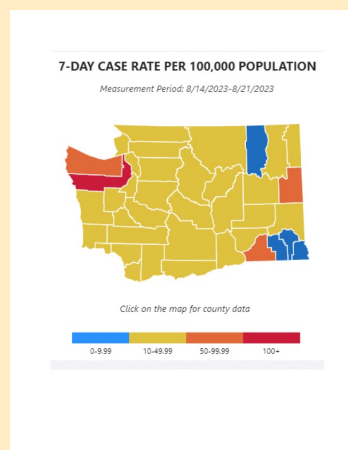 7-DAY CASE RATE PER 100,000 POPULATION
Measurement Period: 8/14/2023-8/21/2023
Click on the map for county data
0-9.99 10-49.99 50-99.99 100+